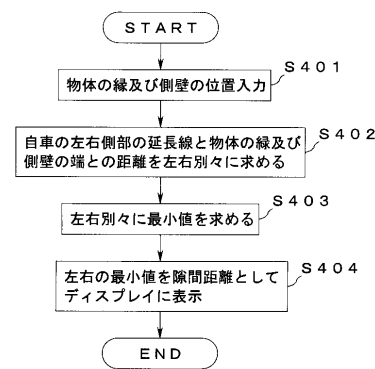 START
S401
物体の縁及び側壁の位置入力
S402
自車の左右側部の延長線と物体の縁及び
側壁の端との距離を左右別々に求める
S403
左右別々に最小値を求める
S404
左右の最小値を隙間距離として
ディスプレイに表示
END